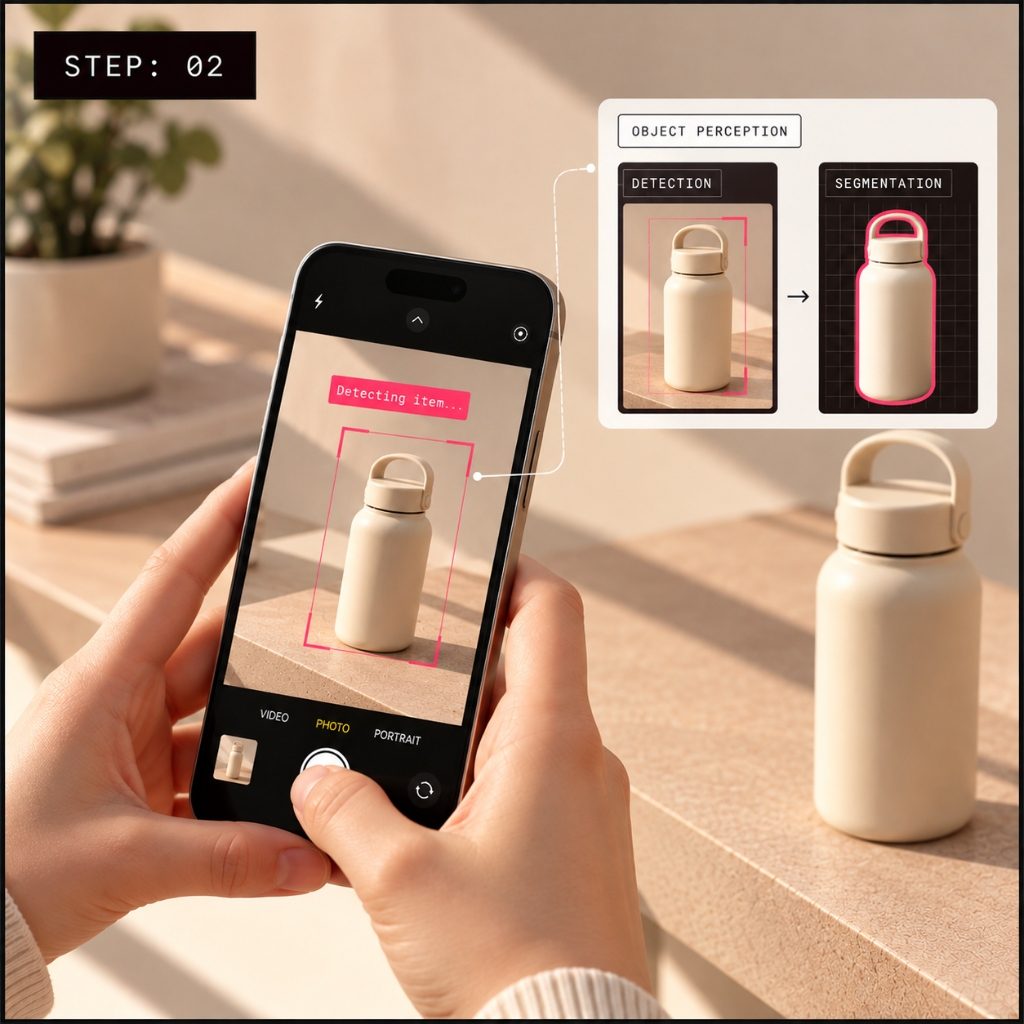 STEP: 02
OBJECT PERCEPTION
DETECTION
SEGMENTATION
Detecting item...
VIDEO
PHOTO
PORTRAIT